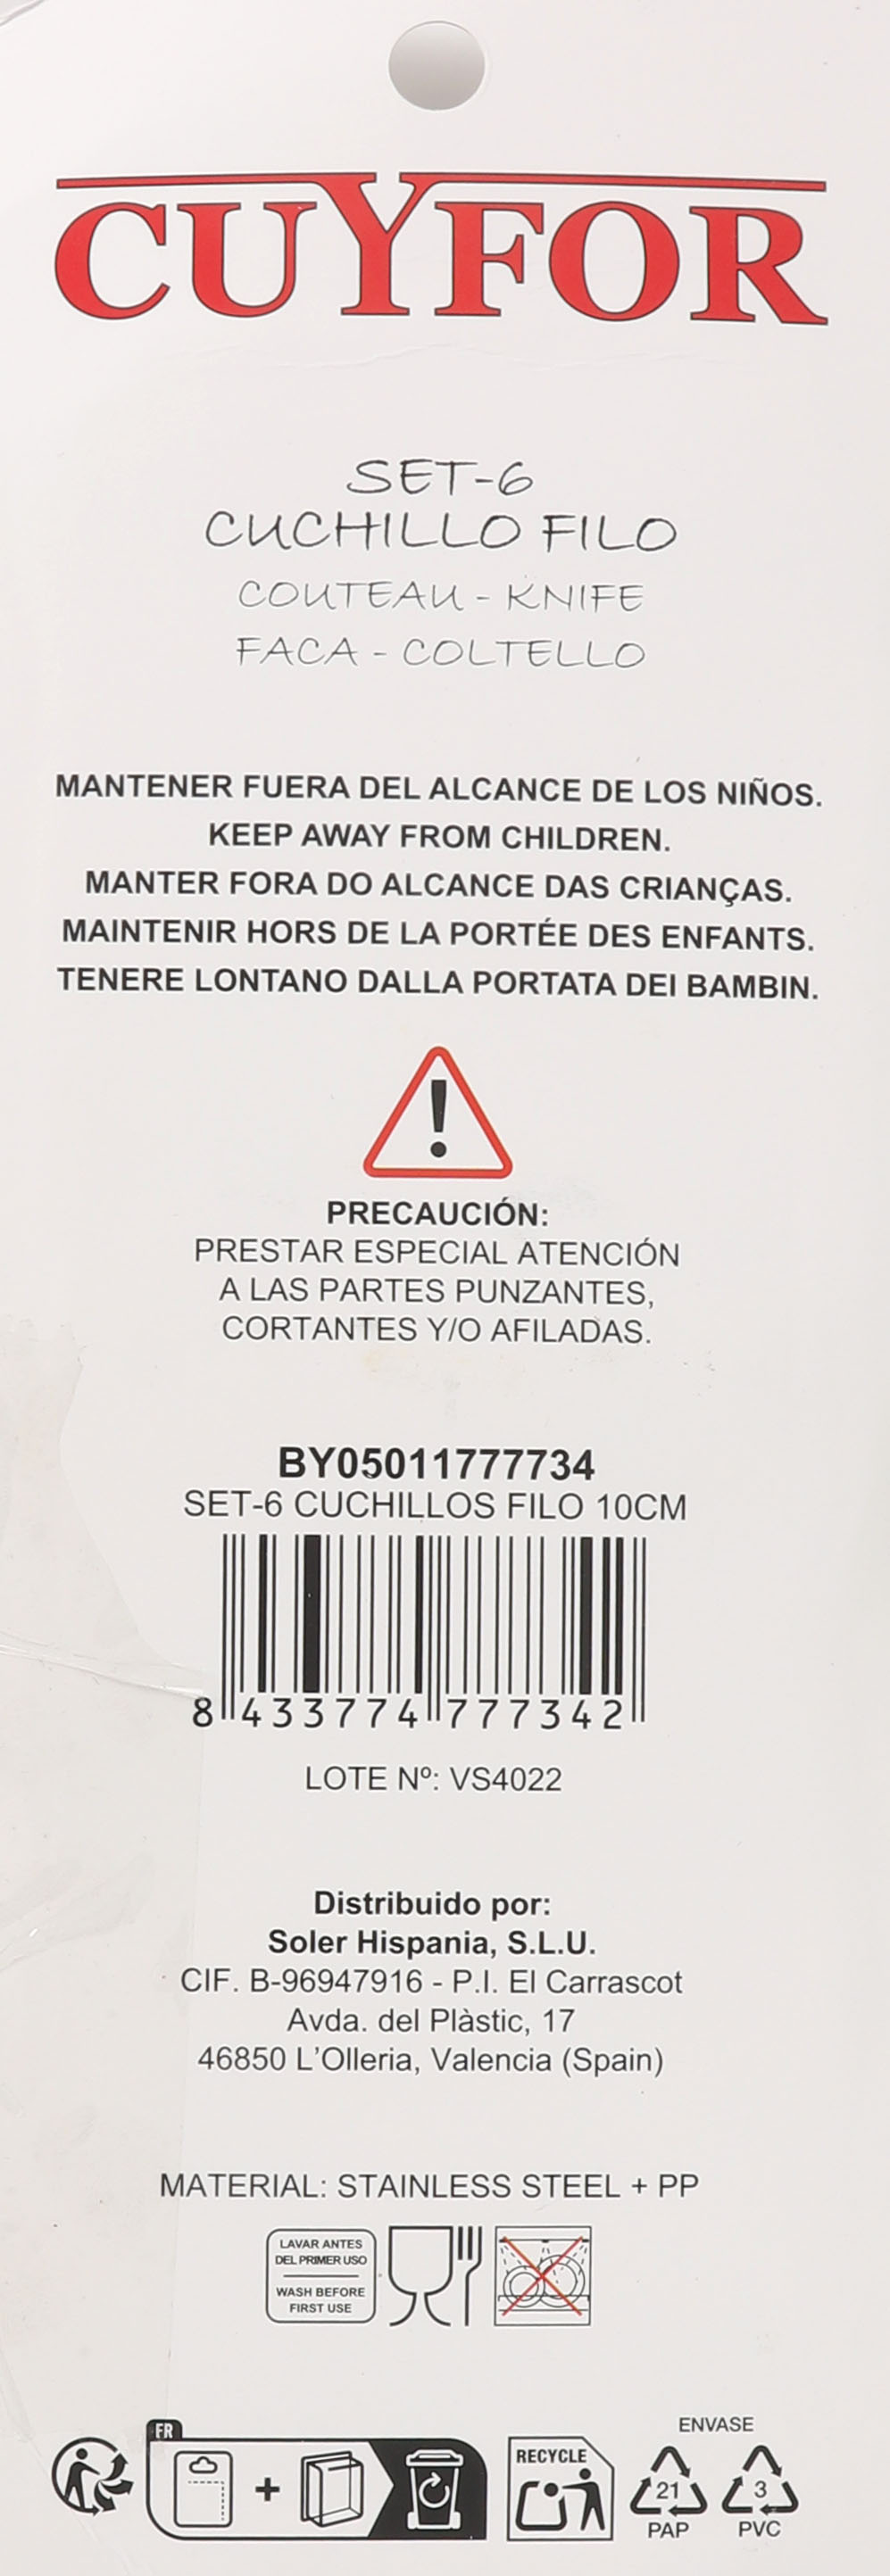 CUYFOR
SET-6
CUCHILLO FILO
COUTEAU - KNIFE
FACA - COLTELLO
MANTENER FUERA DEL ALCANCE DE LOS NIÑOS.
KEEP AWAY FROM CHILDREN.
MANTER FORA DO ALCANCE DAS CRIANÇAS.
MAINTENIR HORS DE LA PORTÉE DES ENFANTS.
TENERE LONTANO DALLA PORTATA DEI BAMBIN.
!
PRECAUCIÓN:
PRESTAR ESPECIAL ATENCIÓN
A LAS PARTES PUNZANTES,
CORTANTES Y/O AFILADAS.
BY05011777734
SET-6 CUCHILLOS FILO 10CM
8 433774 777342
LOTE Nº: VS4022
Distribuido por:
Soler Hispania, S.L.U.
CIF. B-96947916 - P.I. El Carrascot
Avda. del Plàstic, 17
46850 L'Olleria, Valencia (Spain)
MATERIAL: STAINLESS STEEL + PP
LAVAR ANTES
DEL PRIMER USO
WASH BEFORE
FIRST USE
FR
+
RECYCLE
ENVASE
21
PAP
3
PVC